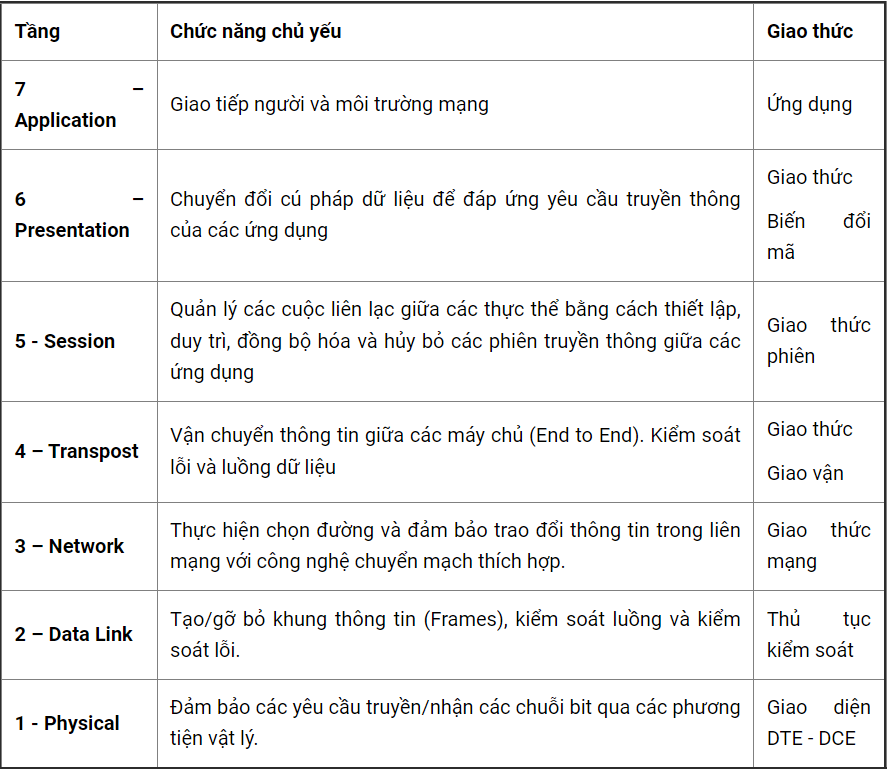 Tầng
Chức năng chủ yếu
Giao thức
7 –
Application
Giao tiếp người và môi trường mạng
Ứng dụng
6 –
Presentation
Chuyển đổi cú pháp dữ liệu để đáp ứng yêu cầu truyền thông
của các ứng dụng
Giao thức
Biến đổi
mã
5 - Session
Quản lý các cuộc liên lạc giữa các thực thể bằng cách thiết lập,
duy trì, đồng bộ hóa và hủy bỏ các phiên truyền thông giữa các
ứng dụng
Giao thức
phiên
4 – Transpost
Vận chuyển thông tin giữa các máy chủ (End to End). Kiểm soát
lỗi và luồng dữ liệu
Giao thức
Giao vận
3 – Network
Thực hiện chọn đường và đảm bảo trao đổi thông tin trong liên
mạng với công nghệ chuyển mạch thích hợp.
Giao thức
mạng
2 – Data Link
Tạo/gỡ bỏ khung thông tin (Frames), kiểm soát luồng và kiểm
soát lỗi.
Thủ tục
kiểm soát
1 - Physical
Đảm bảo các yêu cầu truyền/nhận các chuỗi bit qua các phương
tiện vật lý.
Giao diện
DTE - DCE